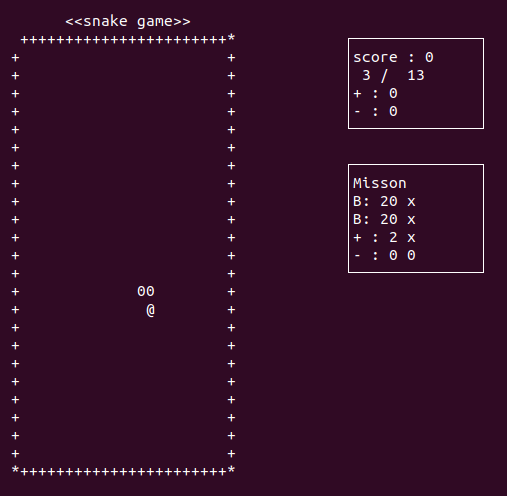 <<snake game>>
+++++++++++++++++++++++*
+                       +
+                       +
+                       +
+                       +
+                       +
+                       +
+                       +
+                       +
+                       +
+                       +
+                       +
+                       +
+                       +
+             00        +
+              @        +
+                       +
+                       +
+                       +
+                       +
+                       +
+                       +
+                       +
+                       +
*+++++++++++++++++++++++*
score : 0
3 /  13
+ : 0
- : 0
Misson
B: 20 x
B: 20 x
+ : 2 x
- : 0 0